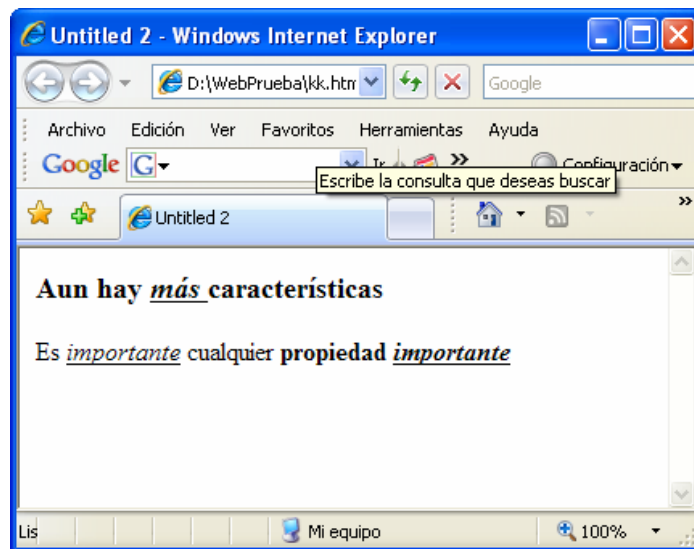 Untitled 2 - Windows Internet Explorer
D:\WebPrueba\kk.htm Google
Archivo Edición Ver Favoritos Herramientas Ayuda
Google G Ir Configuración
Escribe la consulta que deseas buscar
Untitled 2
Aun hay más características
Es importante cualquier propiedad importante
Lis Mi equipo 100%